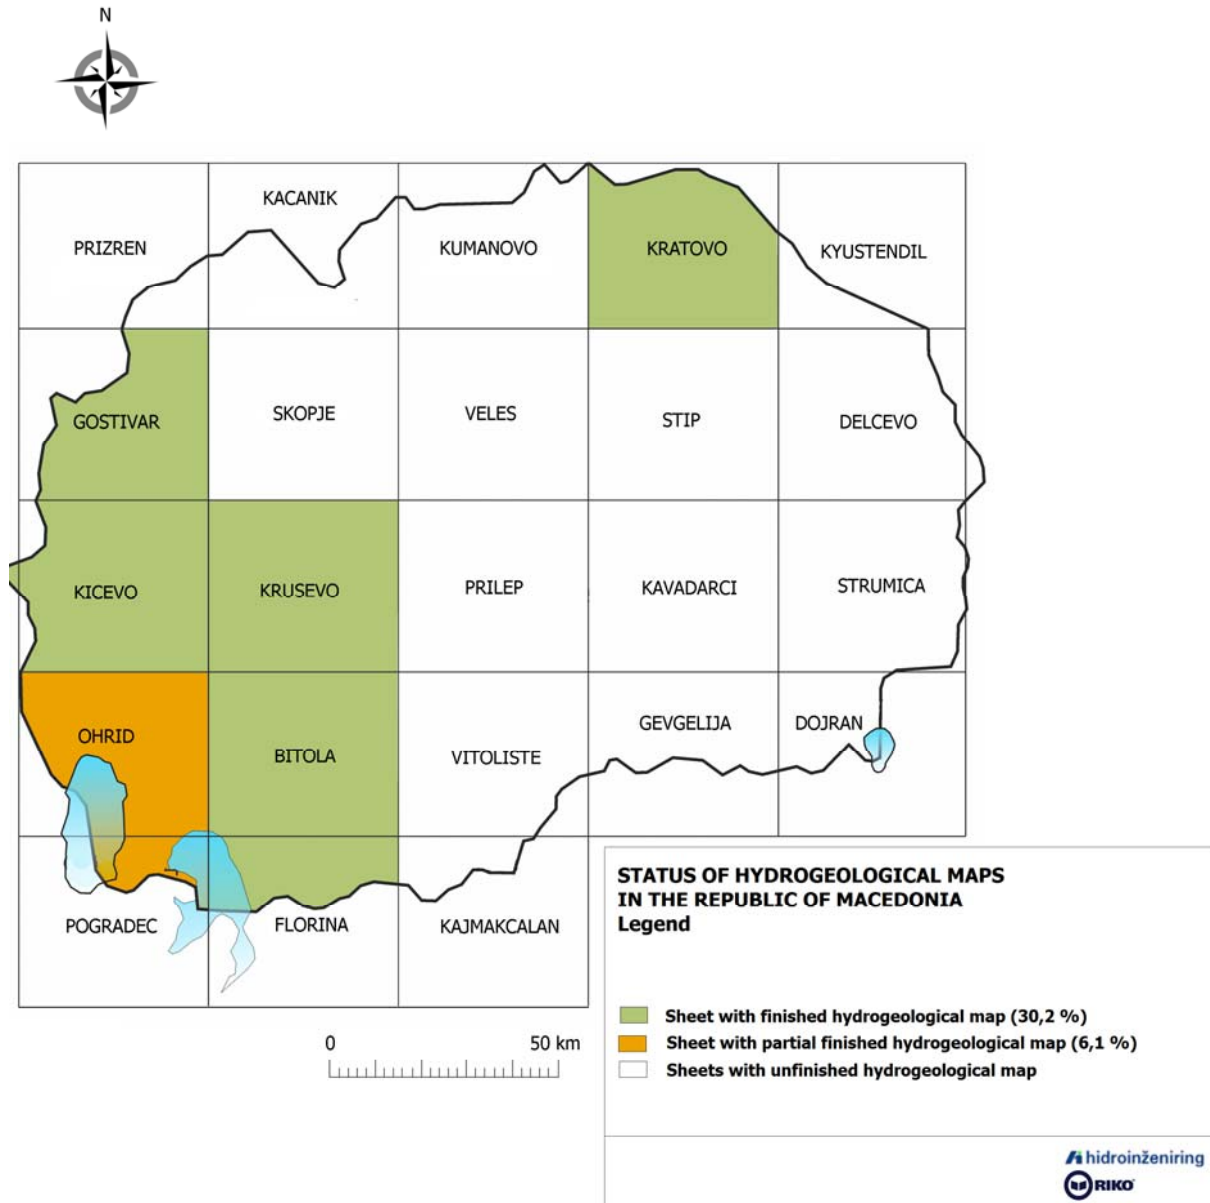 N
KACANIK
PRIZREN
KUMANOVO
KRATOVO
KYUSTENDIL
GOSTIVAR
SKOPJE
VELES
STIP
DELCEVO
KICEVO
KRUSEVO
PRILEP
KAVADARCI
STRUMICA
OHRID
BITOLA
VITOLISTE
GEVGELIJA
DOJRAN
POGRADEC
FLORINA
KAJMAKCALAN
0 50 km
STATUS OF HYDROGEOLOGICAL MAPS
IN THE REPUBLIC OF MACEDONIA
Legend
Sheet with finished hydrogeological map (30,2 %)
Sheet with partial finished hydrogeological map (6,1 %)
Sheets with unfinished hydrogeological map
hidroinženiring
RIKO